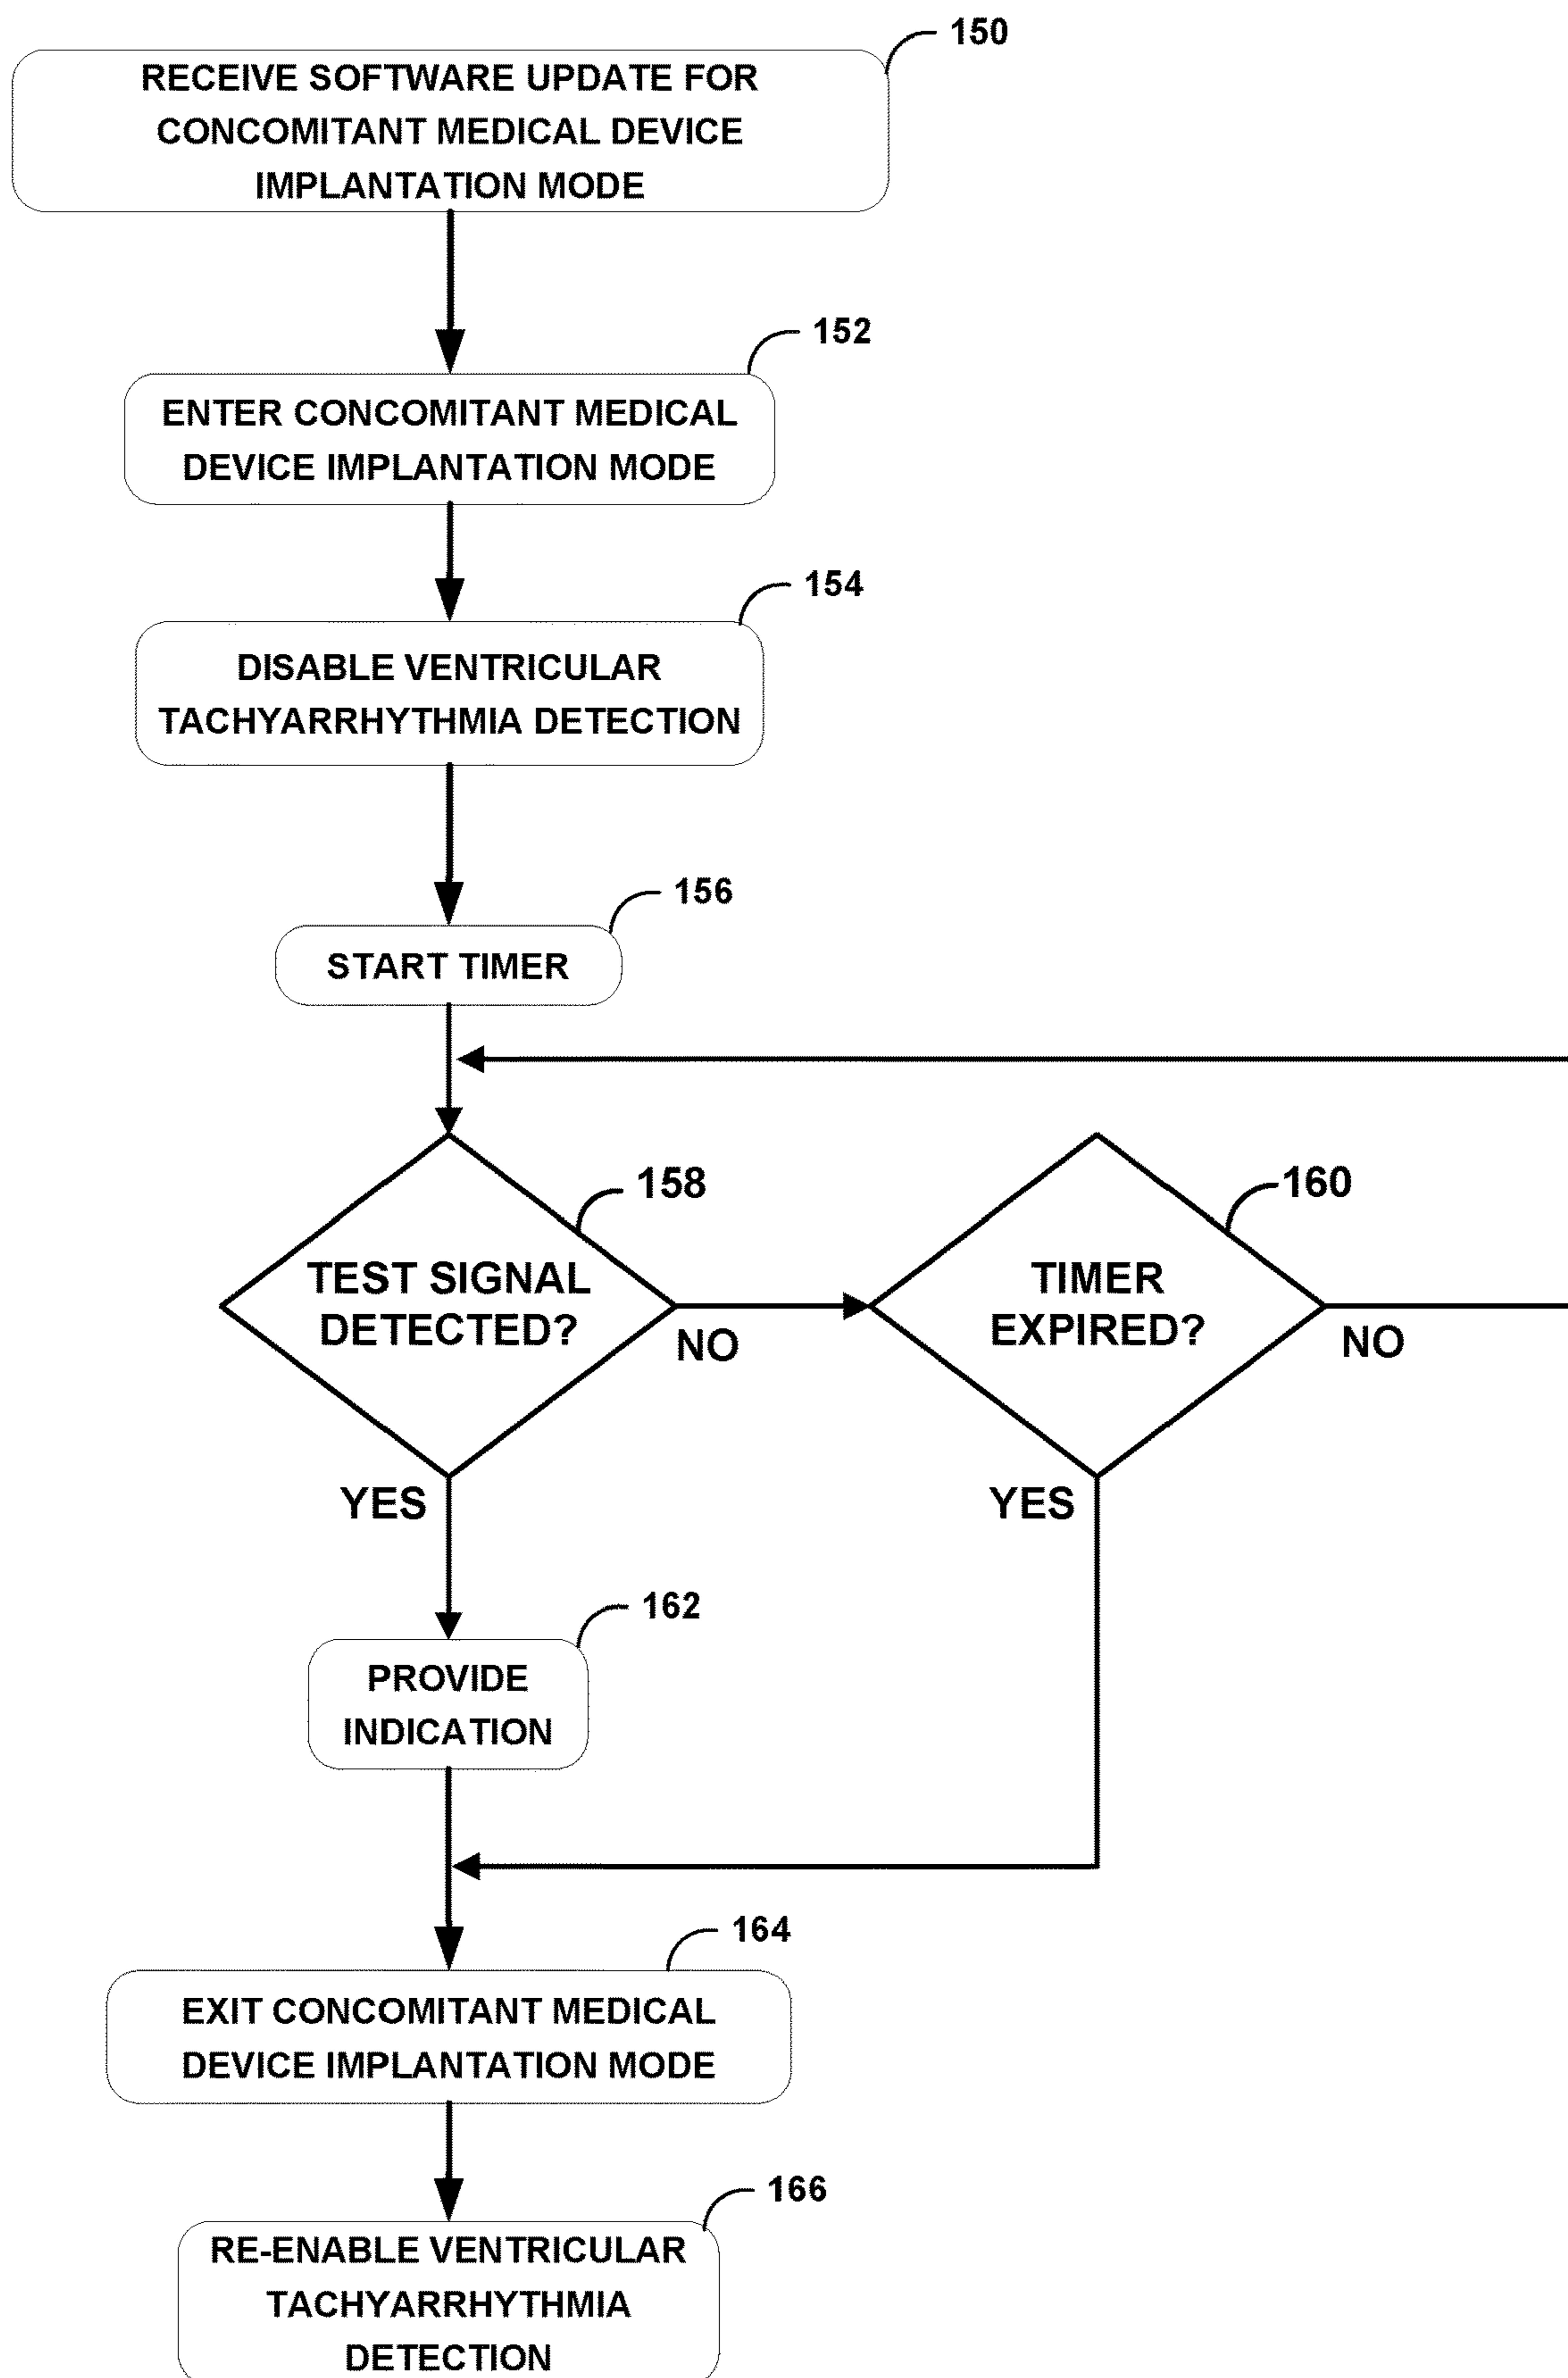 150
RECEIVE SOFTWARE UPDATE FOR
CONCOMITANT MEDICAL DEVICE
IMPLANTATION MODE
152
ENTER CONCOMITANT MEDICAL
DEVICE IMPLANTATION MODE
154
DISABLE VENTRICULAR
TACHYARRHYTHMIA DETECTION
156
START TIMER
158
TEST SIGNAL
DETECTED?
NO
YES
160
TIMER
EXPIRED?
NO
YES
162
PROVIDE
INDICATION
164
EXIT CONCOMITANT MEDICAL
DEVICE IMPLANTATION MODE
166
RE-ENABLE VENTRICULAR
TACHYARRHYTHMIA
DETECTION